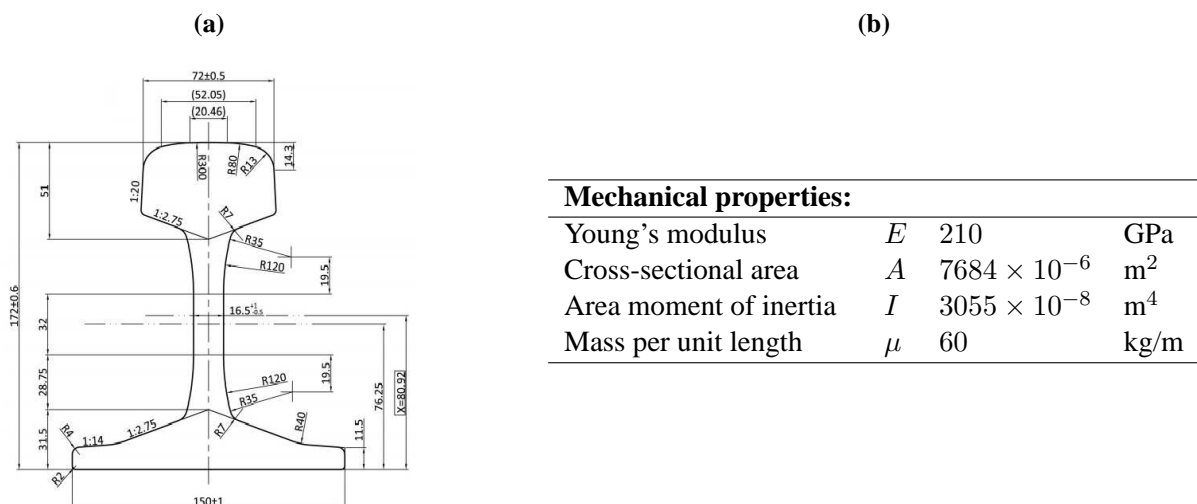 (a)
(b)
72±0.5
(52.05)
(20.46)
R300
R80
R13
14.3
51
1:20
1:2.75
R7
R35
R120
19.5
172±0.6
32
16.5 +1 -0.5
28.75
R120
19.5
R35
76.25
X=80.92
31.5
R4
1:14
1:2.75
R7
R40
11.5
R2
150±1
Mechanical properties:
Young's modulus E 210 GPa
Cross-sectional area A 7684 × 10⁻⁶ m²
Area moment of inertia I 3055 × 10⁻⁸ m⁴
Mass per unit length μ 60 kg/m